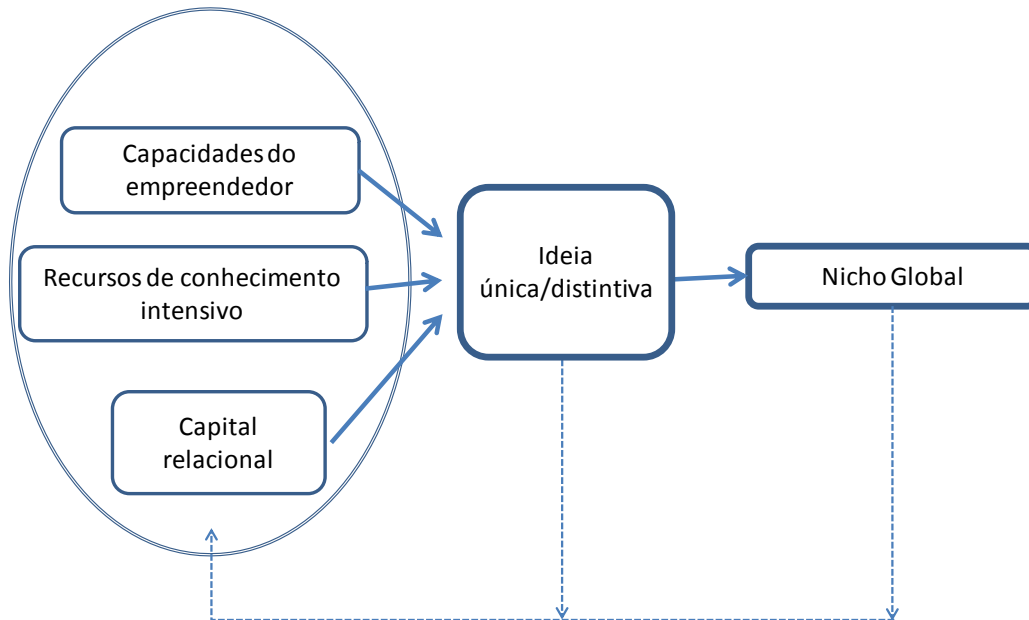 Capacidades do
empreendedor
Recursos de conhecimento
intensivo
Capital
relacional
Ideia
única/distintiva
Nicho Global